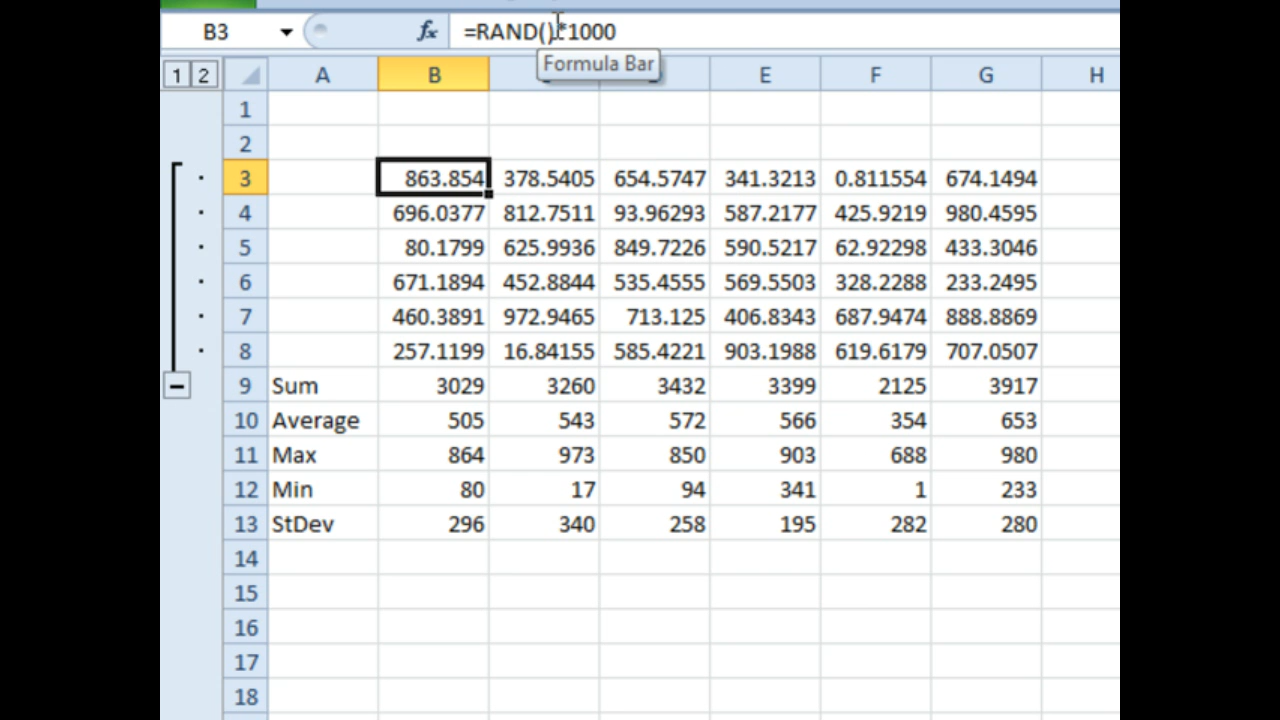 B3 fx =RAND()*1000
Formula Bar
1 2 A B C D E F G H
1
2
3 863.854 378.5405 654.5747 341.3213 0.811554 674.1494
4 696.0377 812.7511 93.96293 587.2177 425.9219 980.4595
5 80.1799 625.9936 849.7226 590.5217 62.92298 433.3046
6 671.1894 452.8844 535.4555 569.5503 328.2288 233.2495
7 460.3891 972.9465 713.125 406.8343 687.9474 888.8869
8 257.1199 16.84155 585.4221 903.1988 619.6179 707.0507
9 Sum 3029 3260 3432 3399 2125 3917
10 Average 505 543 572 566 354 653
11 Max 864 973 850 903 688 980
12 Min 80 17 94 341 1 233
13 StDev 296 340 258 195 282 280
14
15
16
17
18